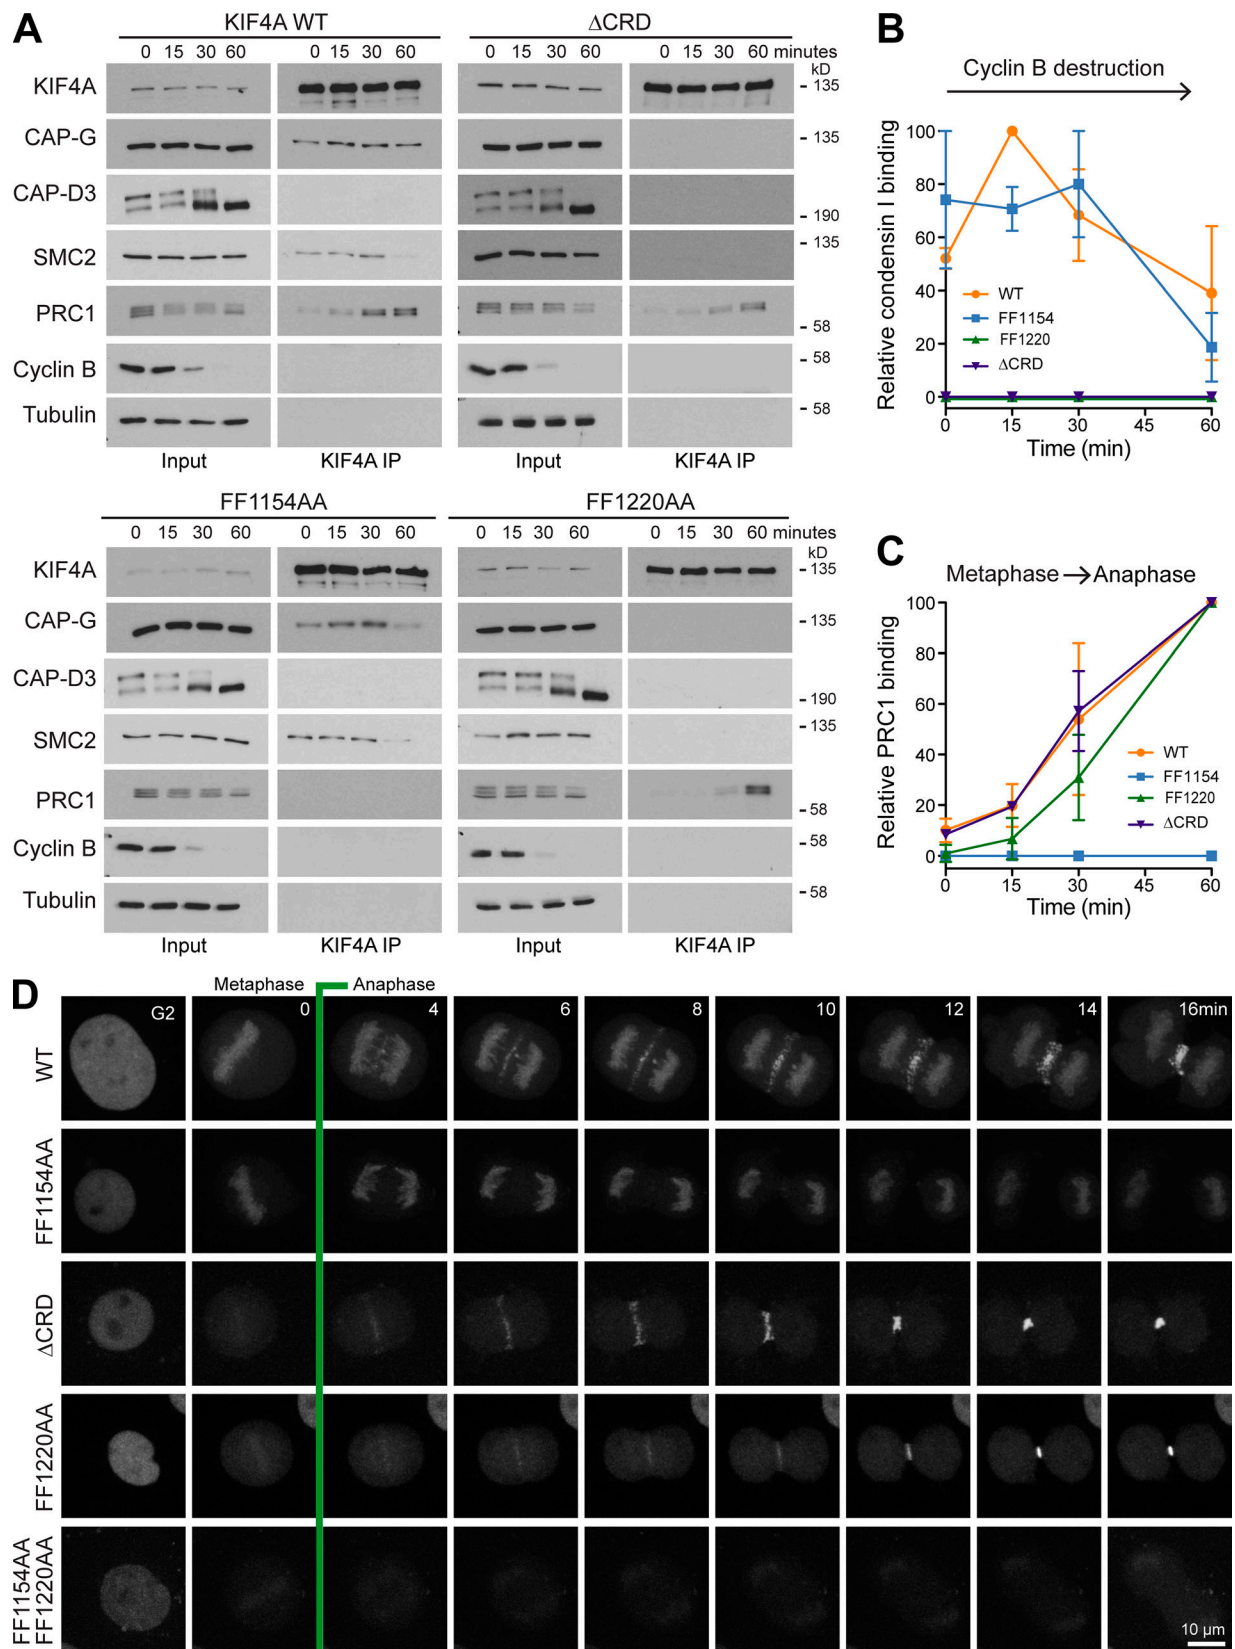 A
KIF4A WT
ΔCRD
0 15 30 60 0 15 30 60 0 15 30 60 0 15 30 60 minutes
kD
KIF4A
- 135
CAP-G
- 135
CAP-D3
- 190
SMC2
- 135
PRC1
- 58
Cyclin B
- 58
Tubulin
- 58
Input KIF4A IP Input KIF4A IP
FF1154AA
FF1220AA
0 15 30 60 0 15 30 60 0 15 30 60 0 15 30 60 minutes
kD
KIF4A
- 135
CAP-G
- 135
CAP-D3
- 190
SMC2
- 135
PRC1
- 58
Cyclin B
- 58
Tubulin
- 58
Input KIF4A IP Input KIF4A IP
B
Cyclin B destruction
Relative condensin I binding
100
80
60
40
20
0
WT
FF1154
FF1220
ΔCRD
0 15 30 45 60
Time (min)
C
Metaphase → Anaphase
Relative PRC1 binding
100
80
60
40
20
0
WT
FF1154
FF1220
ΔCRD
0 15 30 45 60
Time (min)
D
Metaphase Anaphase
G2 0 4 6 8 10 12 14 16min
WT
FF1154AA
ΔCRD
FF1220AA
FF1154AA
FF1220AA
10 µm